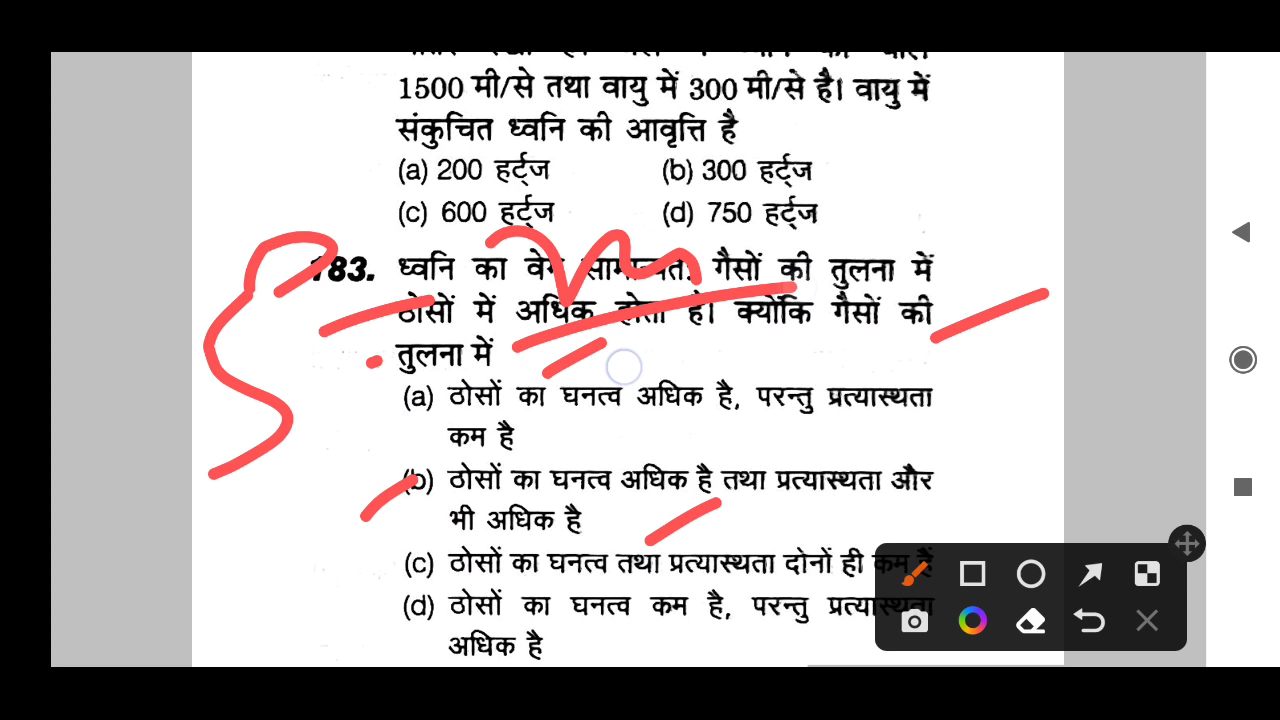 1500 मी/से तथा वायु में 300 मी/से है। वायु में
संकुचित ध्वनि की आवृत्ति है
(a) 200 हर्ट्ज (b) 300 हर्ट्ज
(c) 600 हर्ट्ज (d) 750 हर्ट्ज
183. ध्वनि का वेग सामान्यतः गैसों की तुलना में
ठोसों में अधिक होता है। क्योंकि गैसों की
तुलना में
(a) ठोसों का घनत्व अधिक है, परन्तु प्रत्यास्थता
कम है
(b) ठोसों का घनत्व अधिक है तथा प्रत्यास्थता और
भी अधिक है
(c) ठोसों का घनत्व तथा प्रत्यास्थता दोनों ही कम हैं
(d) ठोसों का घनत्व कम है, परन्तु प्रत्यास्थता
अधिक है